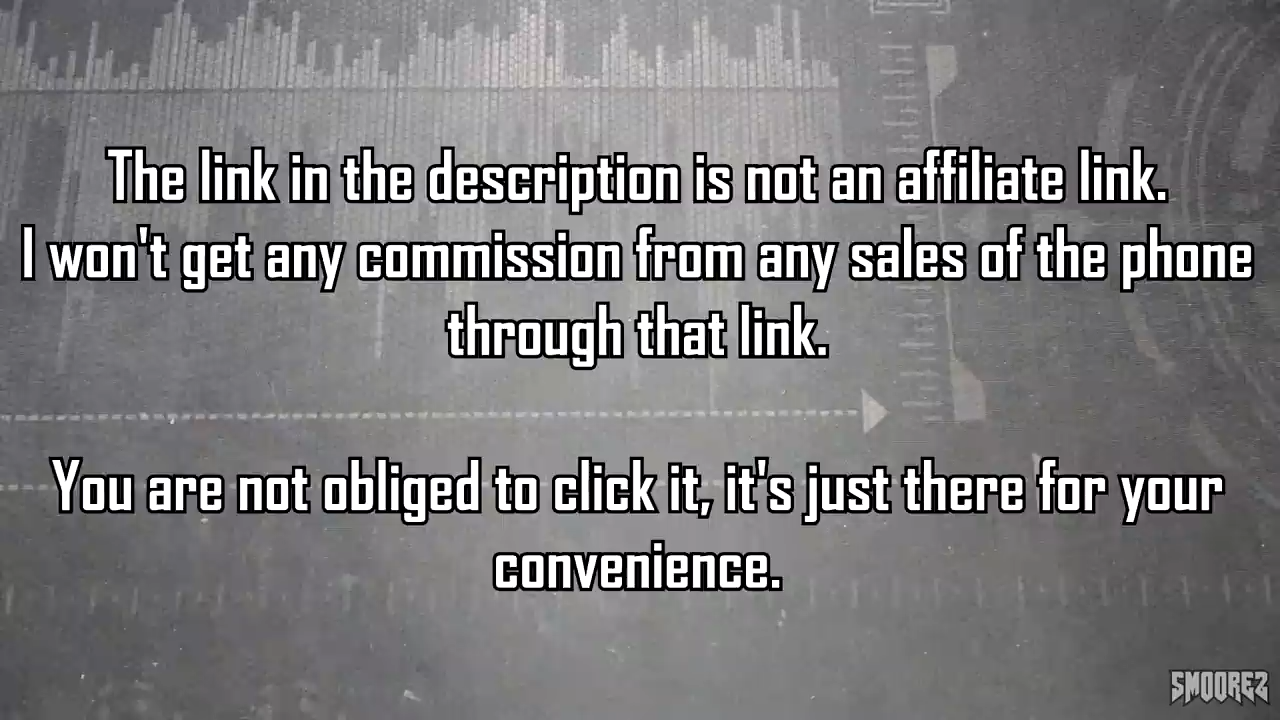 The link in the description is not an affiliate link.
I won't get any commission from any sales of the phone
through that link.
You are not obliged to click it, it's just there for your
convenience.
SMOOREZ